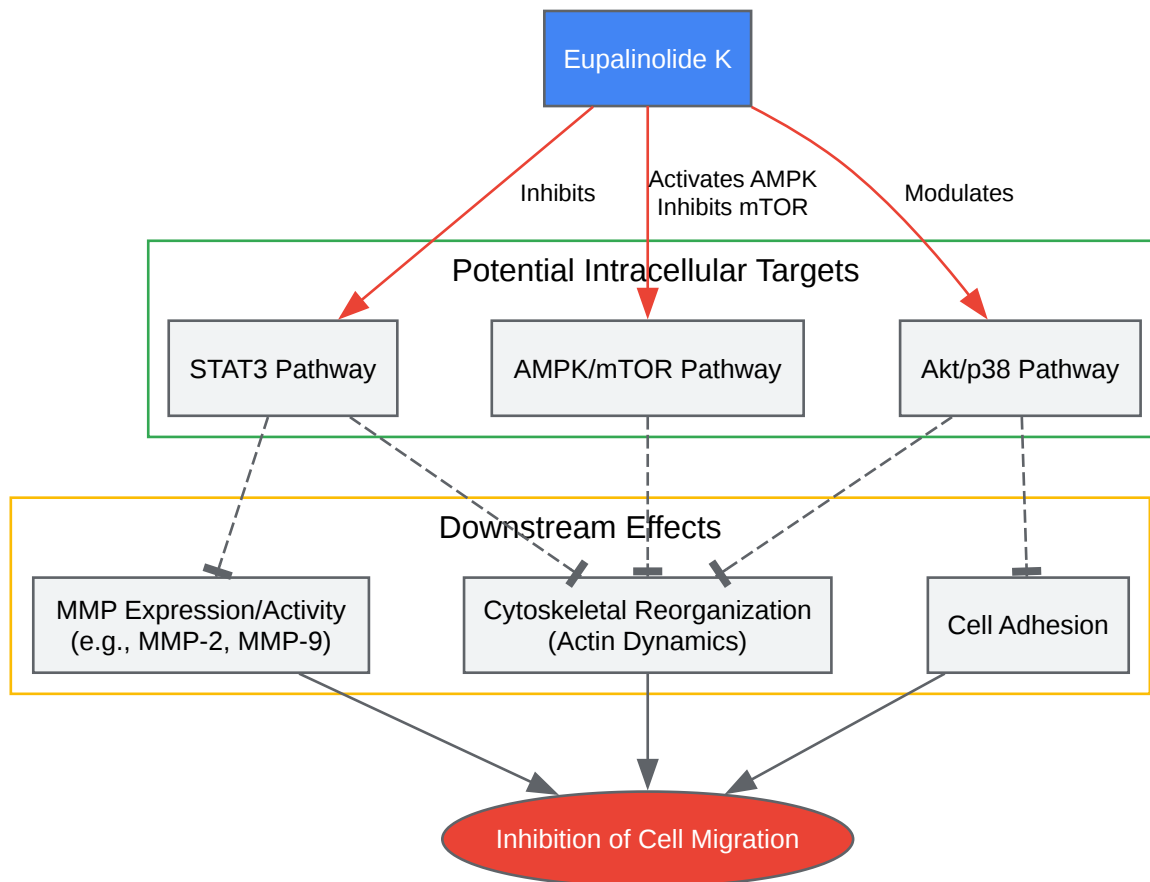 Eupalinolide K
Inhibits
Activates AMPK
Inhibits mTOR
Modulates
Potential Intracellular Targets
STAT3 Pathway
AMPK/mTOR Pathway
Akt/p38 Pathway
Downstream Effects
MMP Expression/Activity
(e.g., MMP-2, MMP-9)
Cytoskeletal Reorganization
(Actin Dynamics)
Cell Adhesion
Inhibition of Cell Migration